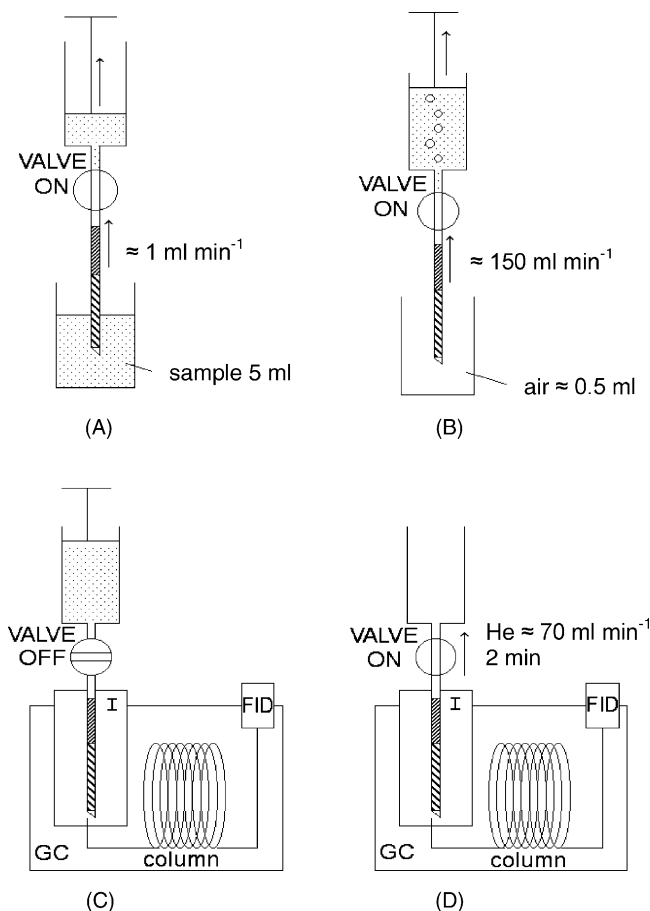 VALVE
ON
≈ 1 ml min⁻¹
sample 5 ml
(A)
VALVE
ON
≈ 150 ml min⁻¹
air ≈ 0.5 ml
(B)
VALVE
OFF
I
FID
GC
column
(C)
VALVE
ON
He ≈ 70 ml min⁻¹
2 min
I
FID
GC
column
(D)